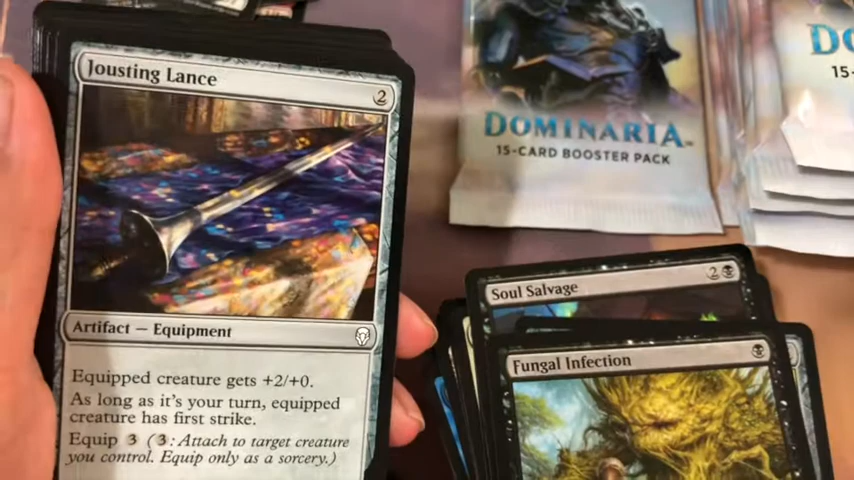 Jousting Lance 2
Artifact — Equipment
Equipped creature gets +2/+0.
As long as it's your turn, equipped
creature has first strike.
Equip 3 (3: Attach to target creature
you control. Equip only as a sorcery.)
DOMINARIA™
15-CARD BOOSTER PACK
Do
15-
Soul Salvage 2
Fungal Infection